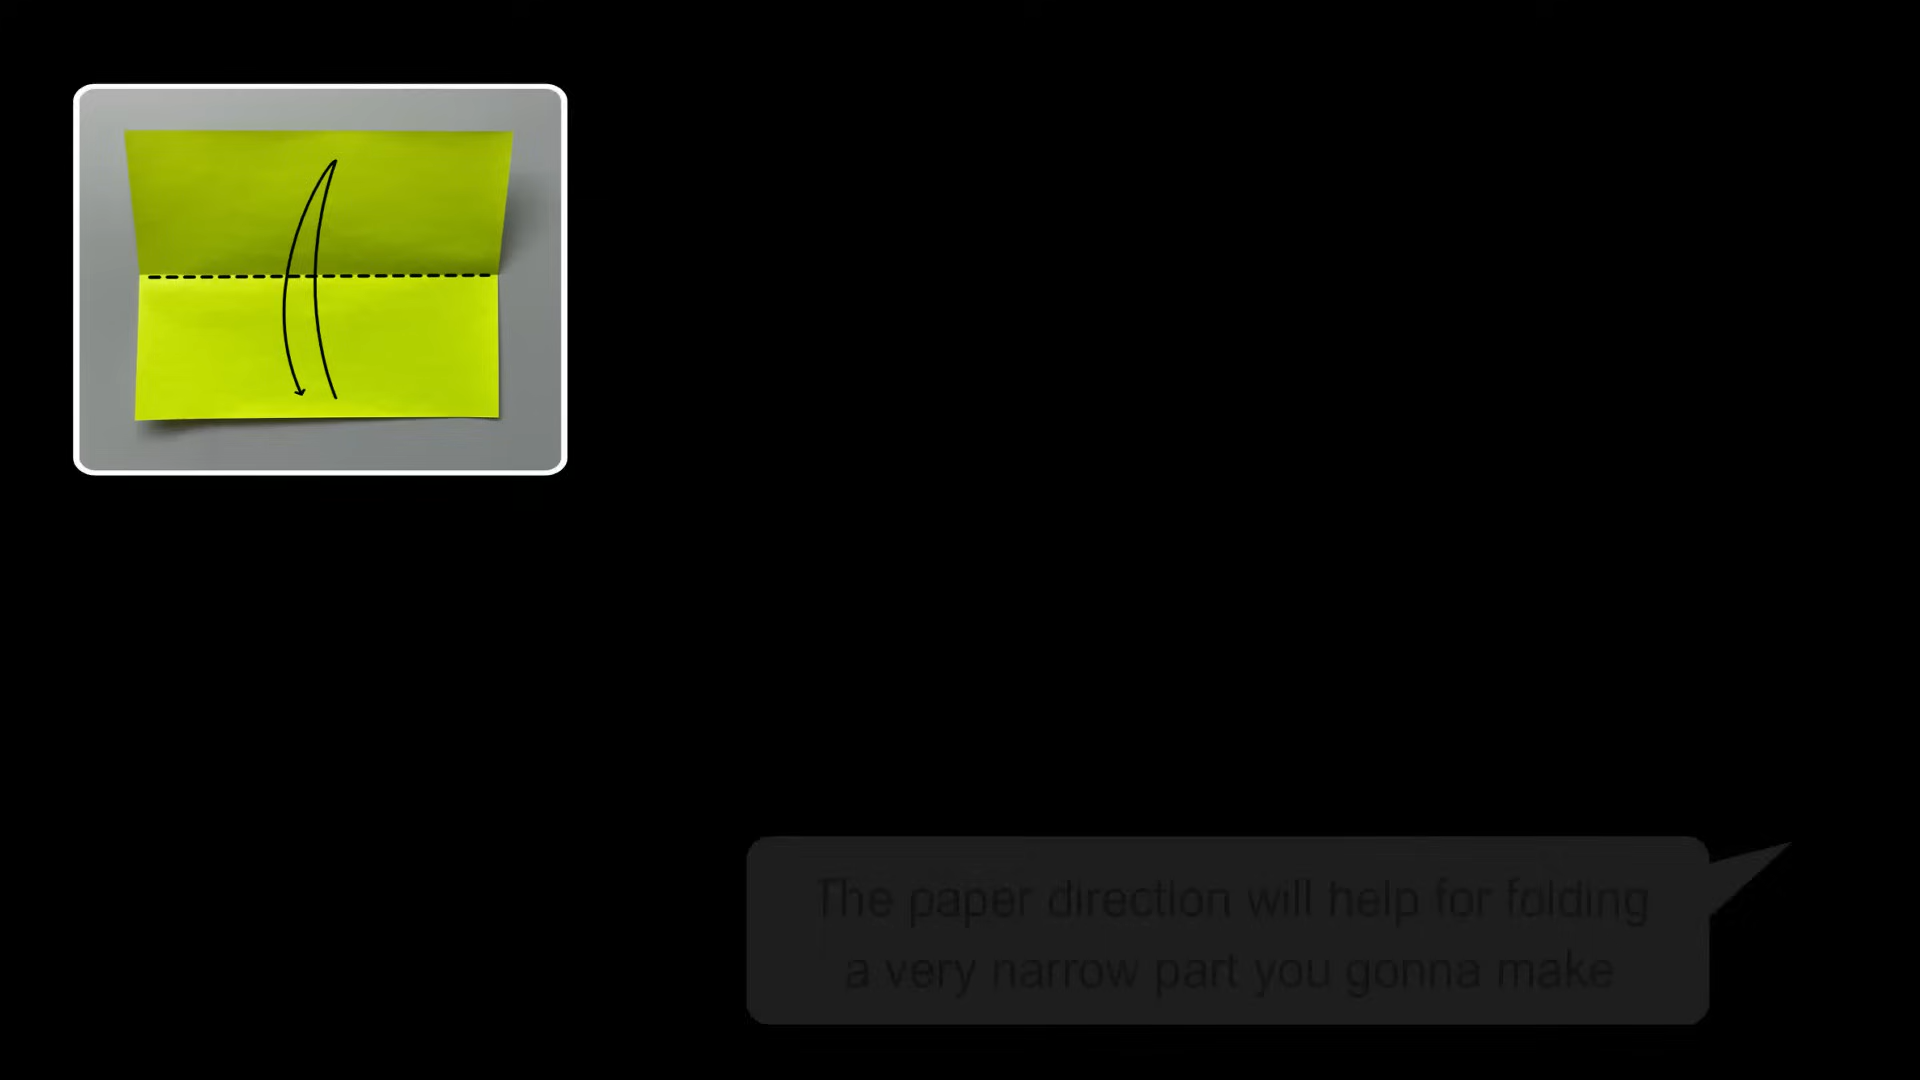 The paper direction will help for folding
a very narrow part you gonna make